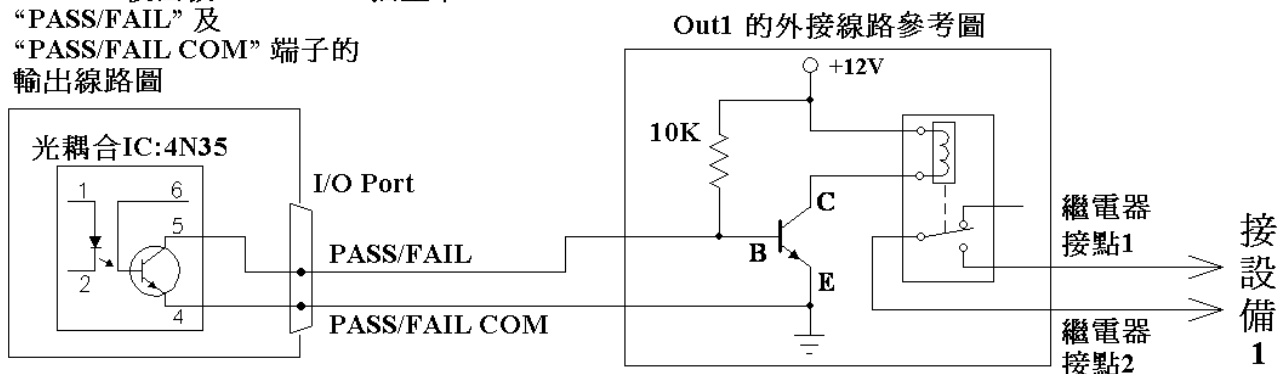 “PASS/FAIL” 及
“PASS/FAIL COM” 端子的
輸出線路圖
Out1 的外接線路參考圖
+12V
光耦合IC:4N35
10K
I/O Port
1
6
5
2
4
PASS/FAIL
PASS/FAIL COM
C
B
E
繼電器
接點1
繼電器
接點2
接設備1